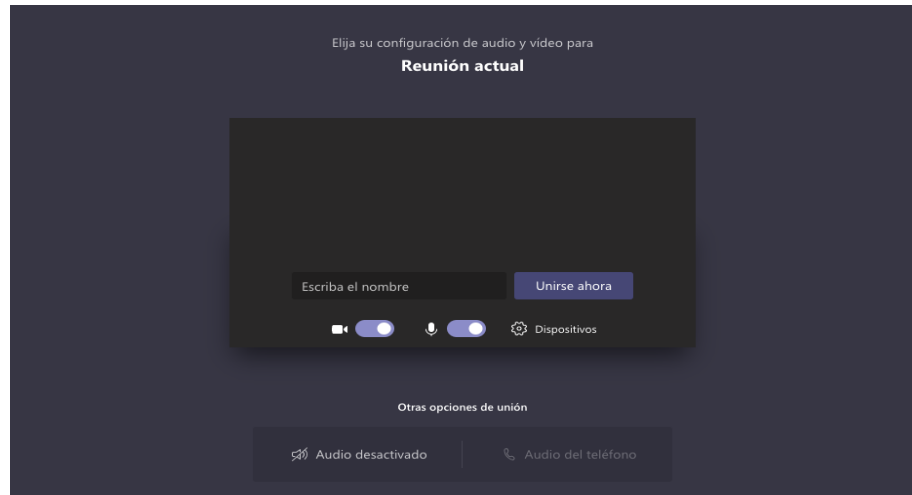 Elija su configuración de audio y vídeo para
Reunión actual
Escriba el nombre
Unirse ahora
Dispositivos
Otras opciones de unión
Audio desactivado
Audio del teléfono